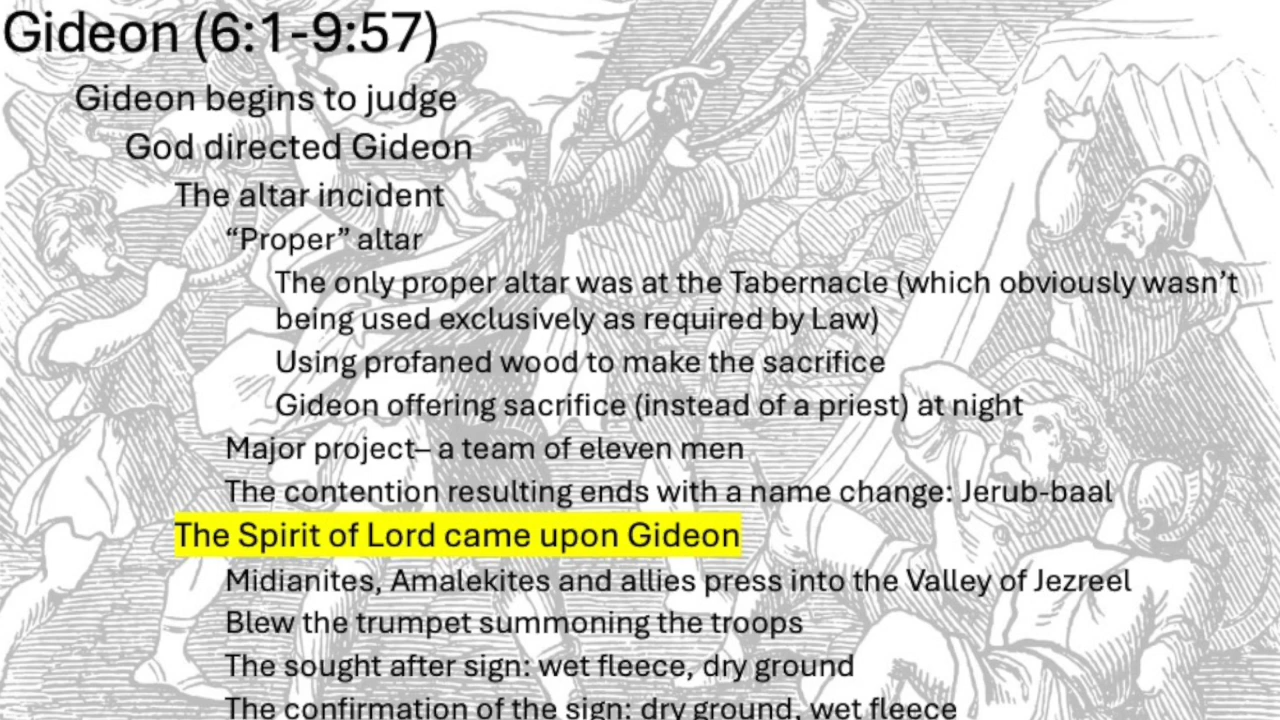 Gideon (6:1-9:57)
Gideon begins to judge
God directed Gideon
The altar incident
“Proper” altar
The only proper altar was at the Tabernacle (which obviously wasn’t
being used exclusively as required by Law)
Using profaned wood to make the sacrifice
Gideon offering sacrifice (instead of a priest) at night
Major project– a team of eleven men
The contention resulting ends with a name change: Jerub-baal
The Spirit of Lord came upon Gideon
Midianites, Amalekites and allies press into the Valley of Jezreel
Blew the trumpet summoning the troops
The sought after sign: wet fleece, dry ground
The confirmation of the sign: dry ground, wet fleece